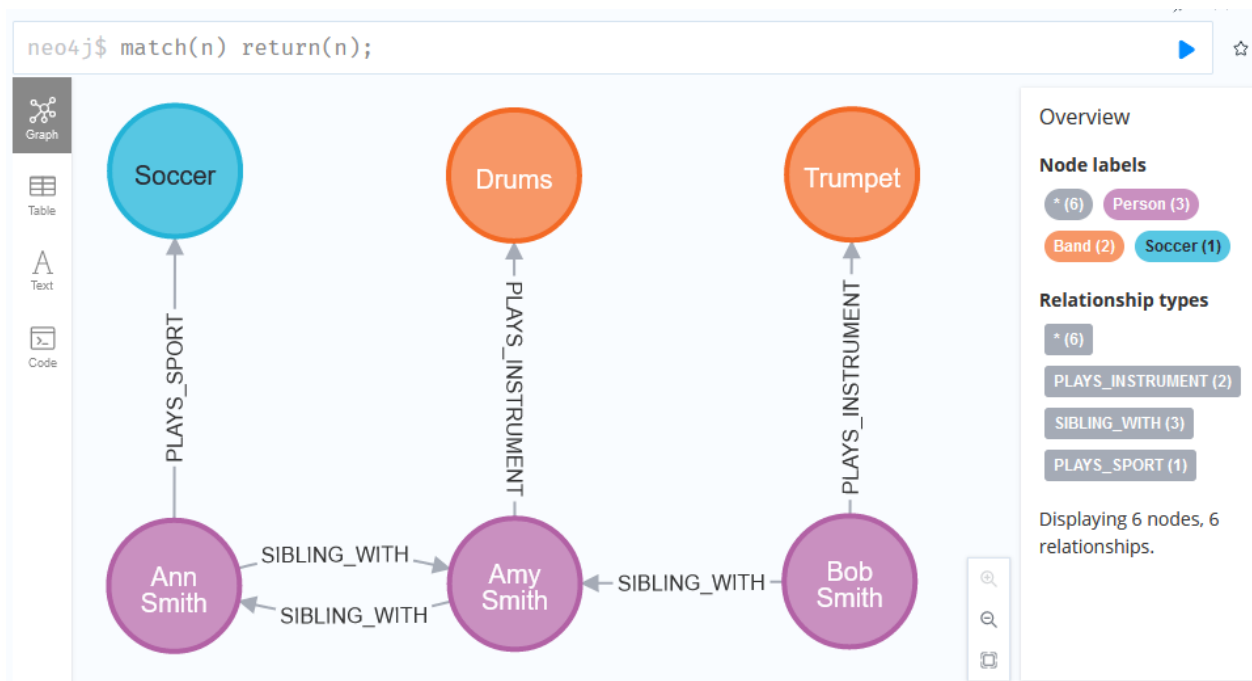 neo4j$ match(n) return(n);
Graph
Table
Text
Code
Soccer
Drums
Trumpet
PLAYS_SPORT
PLAYS_INSTRUMENT
PLAYS_INSTRUMENT
Ann
Smith
SIBLING_WITH
SIBLING_WITH
Amy
Smith
SIBLING_WITH
Bob
Smith
Overview
Node labels
* (6) Person (3)
Band (2) Soccer (1)
Relationship types
* (6)
PLAYS_INSTRUMENT (2)
SIBLING_WITH (3)
PLAYS_SPORT (1)
Displaying 6 nodes, 6
relationships.